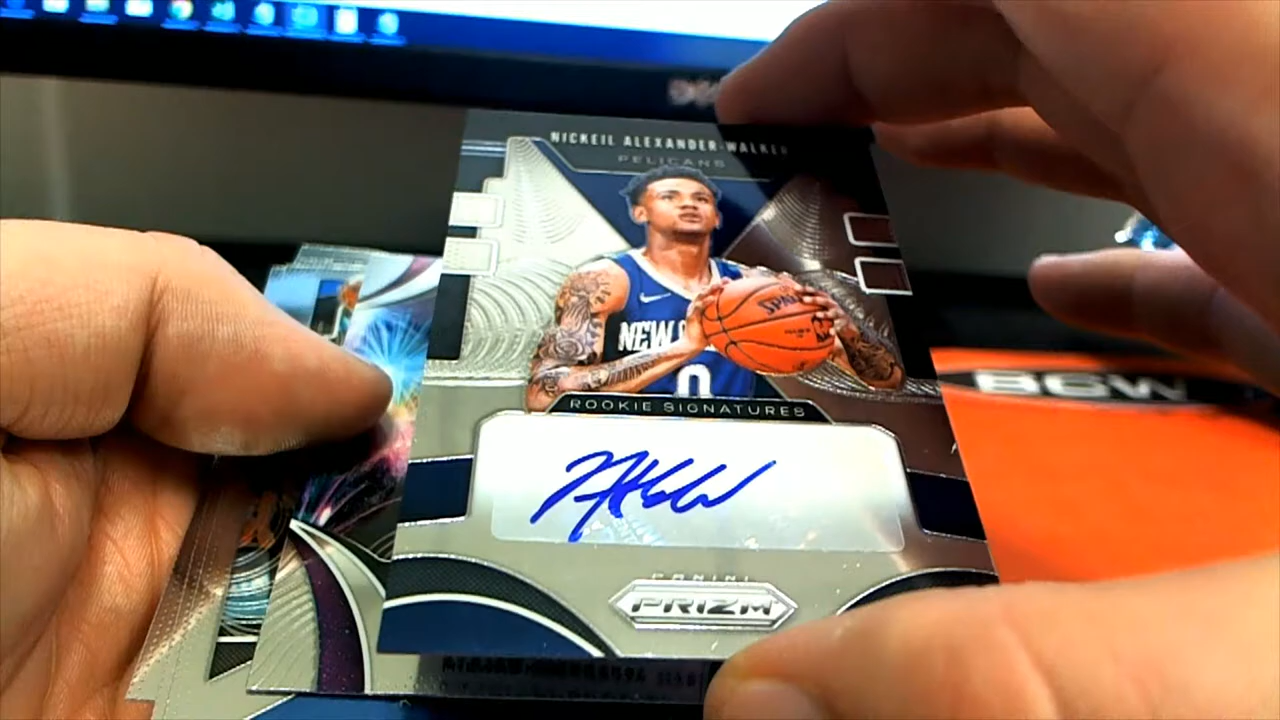 NICKEIL ALEXANDER-WALKER
PELICANS
SPALDING
NEW
0
ROOKIE SIGNATURES
PANINI
PRIZM
BGW